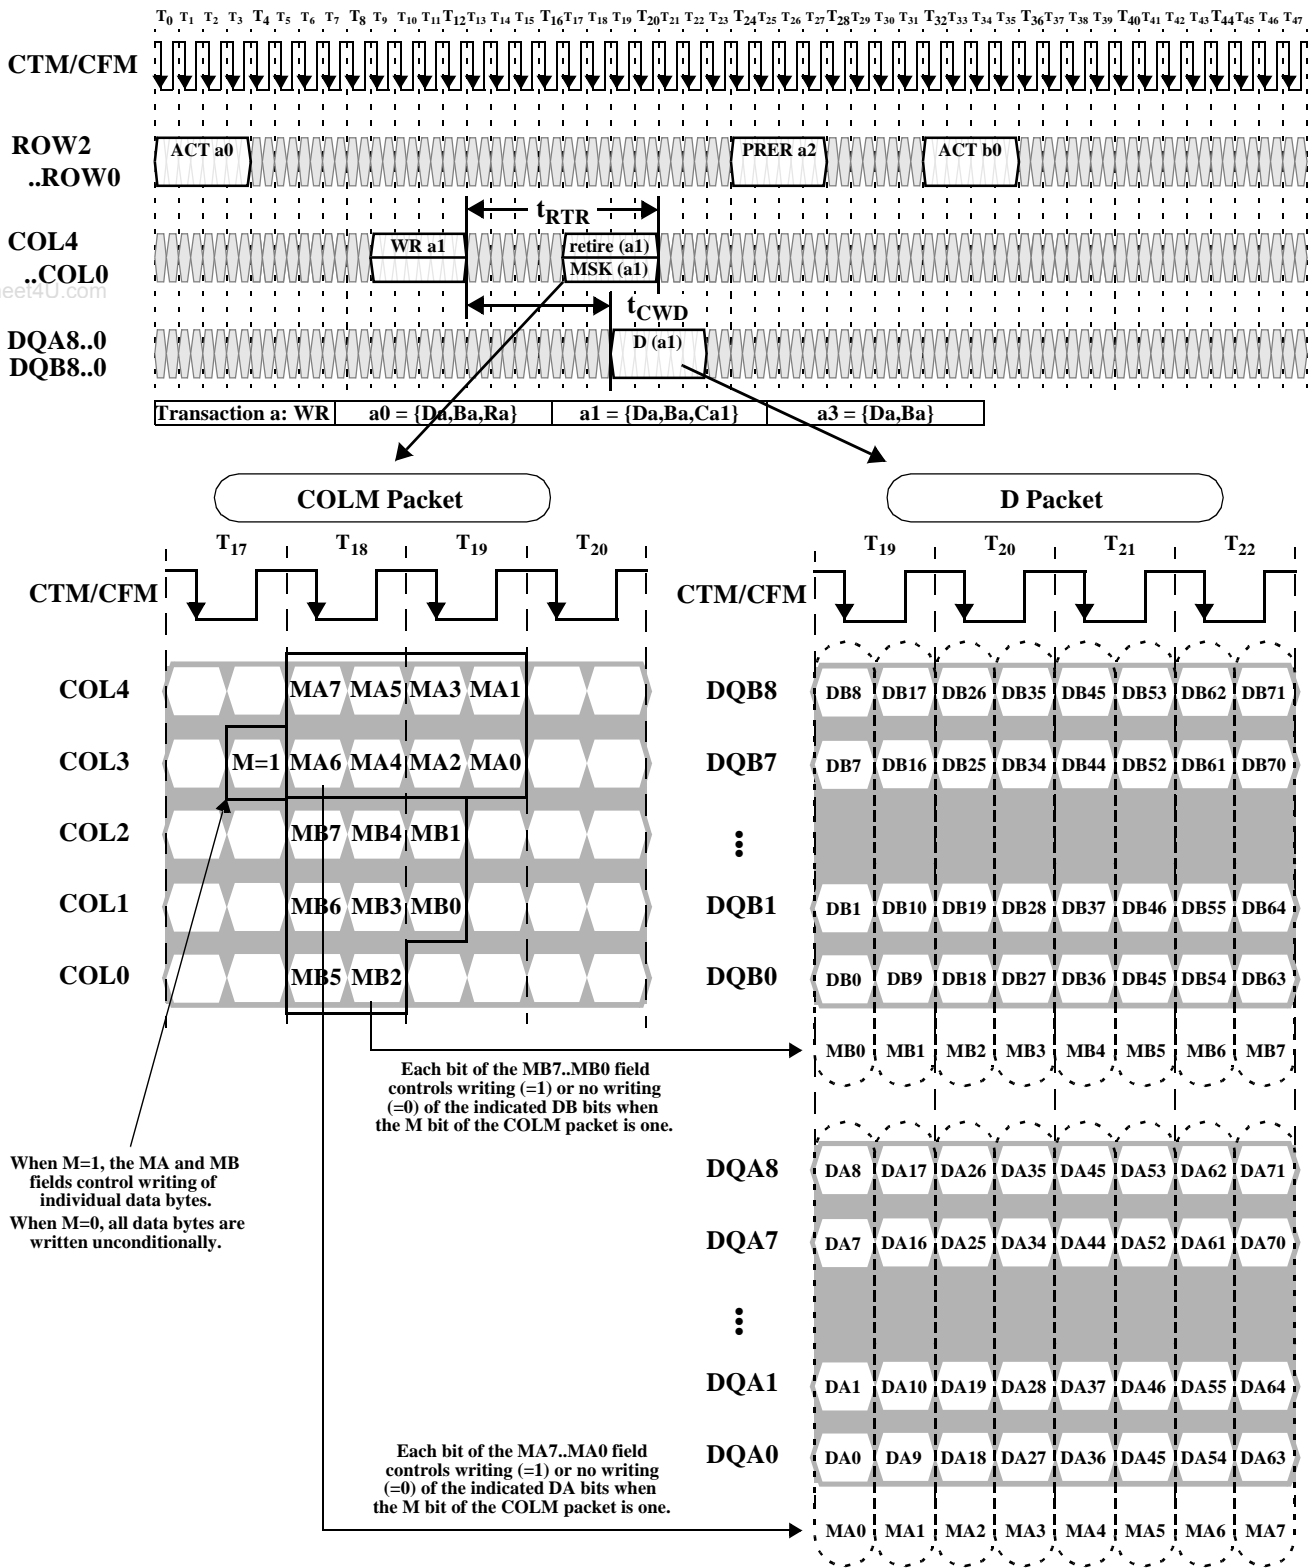 T0 T1 T2 T3 T4 T5 T6 T7 T8 T9 T10 T11 T12 T13 T14 T15 T16 T17 T18 T19 T20 T21 T22 T23 T24 T25 T26 T27 T28 T29 T30 T31 T32 T33 T34 T35 T36 T37 T38 T39 T40 T41 T42 T43 T44 T45 T46 T47
CTM/CFM
ROW2
..ROW0
ACT a0 PRER a2 ACT b0
tRTR
COL4
..COL0
WR a1 retire (a1)
MSK (a1)
eet4U.com
tCWD
DQA8..0
DQB8..0
D (a1)
Transaction a: WR a0 = {Da,Ba,Ra} a1 = {Da,Ba,Ca1} a3 = {Da,Ba}
COLM Packet
T17 T18 T19 T20
CTM/CFM
COL4 MA7 MA5 MA3 MA1
COL3 M=1 MA6 MA4 MA2 MA0
COL2 MB7 MB4 MB1
COL1 MB6 MB3 MB0
COL0 MB5 MB2
Each bit of the MB7..MB0 field
controls writing (=1) or no writing
(=0) of the indicated DB bits when
the M bit of the COLM packet is one.
When M=1, the MA and MB
fields control writing of
individual data bytes.
When M=0, all data bytes are
written unconditionally.
Each bit of the MA7..MA0 field
controls writing (=1) or no writing
(=0) of the indicated DA bits when
the M bit of the COLM packet is one.
D Packet
T19 T20 T21 T22
CTM/CFM
DQB8 DB8 DB17 DB26 DB35 DB45 DB53 DB62 DB71
DQB7 DB7 DB16 DB25 DB34 DB44 DB52 DB61 DB70
DQB1 DB1 DB10 DB19 DB28 DB37 DB46 DB55 DB64
DQB0 DB0 DB9 DB18 DB27 DB36 DB45 DB54 DB63
MB0 MB1 MB2 MB3 MB4 MB5 MB6 MB7
DQA8 DA8 DA17 DA26 DA35 DA45 DA53 DA62 DA71
DQA7 DA7 DA16 DA25 DA34 DA44 DA52 DA61 DA70
DQA1 DA1 DA10 DA19 DA28 DA37 DA46 DA55 DA64
DQA0 DA0 DA9 DA18 DA27 DA36 DA45 DA54 DA63
MA0 MA1 MA2 MA3 MA4 MA5 MA6 MA7